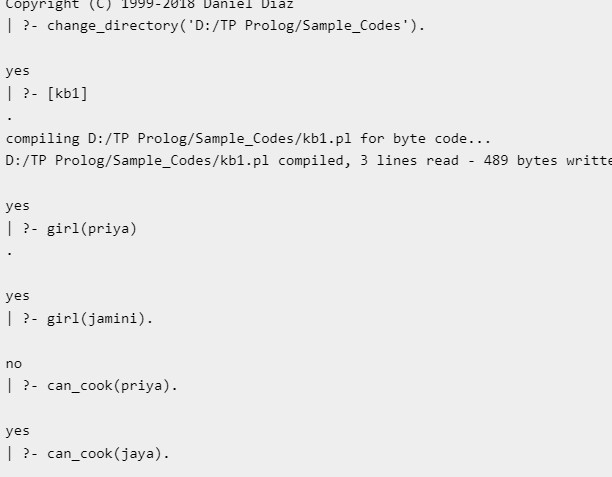 Copyright (C) 1999-2018 Daniel Diaz
| ?- change_directory('D:/TP Prolog/Sample_Codes').
yes
| ?- [kb1]
.
compiling D:/TP Prolog/Sample_Codes/kb1.pl for byte code...
D:/TP Prolog/Sample_Codes/kb1.pl compiled, 3 lines read - 489 bytes writte
yes
| ?- girl(priya)
.
yes
| ?- girl(jamini).
no
| ?- can_cook(priya).
yes
| ?- can_cook(jaya).